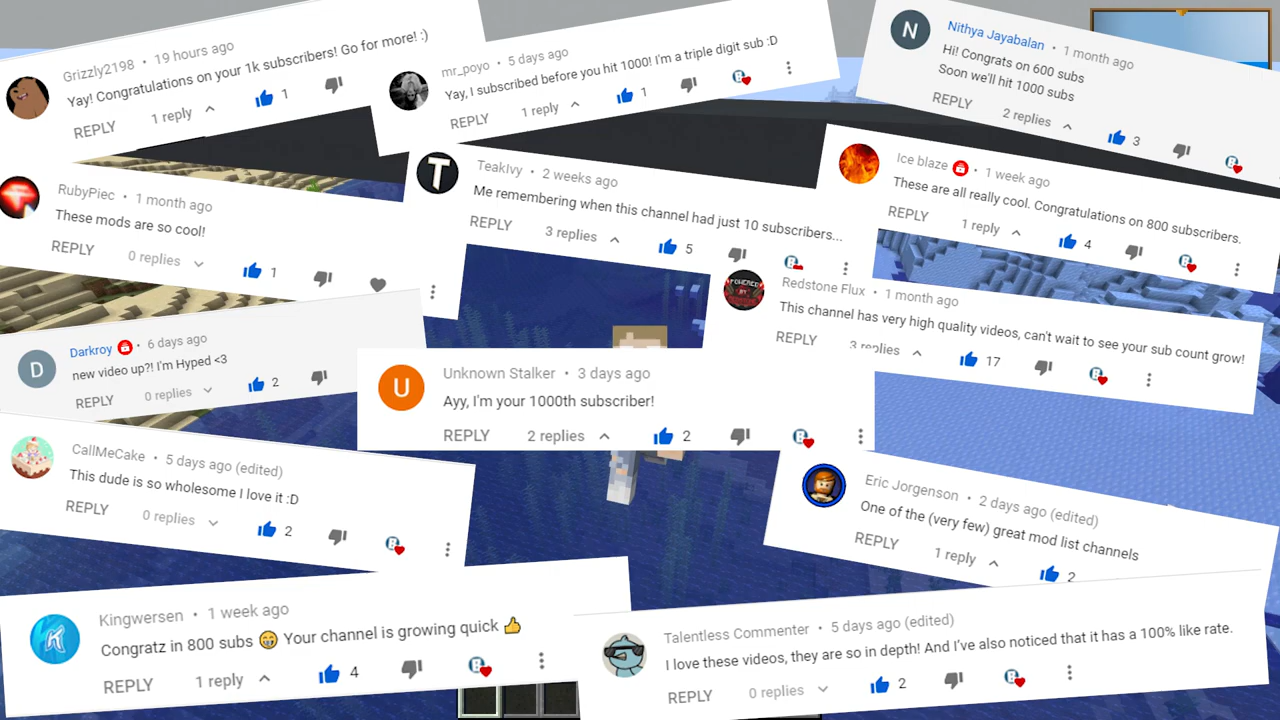 Grizzly2198 • 19 hours ago
Yay! Congratulations on your 1k subscribers! Go for more! :)
REPLY 1 reply 1
mr_poyo • 5 days ago
Yay, I subscribed before you hit 1000! I'm a triple digit sub :D
REPLY 1 reply 1
N
Nithya Jayabalan • 1 month ago
Hi! Congrats on 600 subs
Soon we'll hit 1000 subs
REPLY 2 replies 3
RubyPiec • 1 month ago
These mods are so cool!
REPLY 0 replies 1
T
TeakIvy • 2 weeks ago
Me remembering when this channel had just 10 subscribers...
REPLY 3 replies 5
Ice blaze • 1 week ago
These are all really cool. Congratulations on 800 subscribers.
REPLY 1 reply 4
POWERED
BY
Redstone Flux • 1 month ago
This channel has very high quality videos, can't wait to see your sub count grow!
REPLY 3 replies 17
D
Darkroy • 6 days ago
new video up?! I'm Hyped <3
REPLY 0 replies 2
U
Unknown Stalker • 3 days ago
Ayy, I'm your 1000th subscriber!
REPLY 2 replies 2
CallMeCake • 5 days ago (edited)
This dude is so wholesome I love it :D
REPLY 0 replies 2
Eric Jorgenson • 2 days ago (edited)
One of the (very few) great mod list channels
REPLY 1 reply 2
K
Kingwersen • 1 week ago
Congratz in 800 subs 😁 Your channel is growing quick 👍
REPLY 1 reply 4
Talentless Commenter • 5 days ago (edited)
I love these videos, they are so in depth! And I've also noticed that it has a 100% like rate.
REPLY 0 replies 2